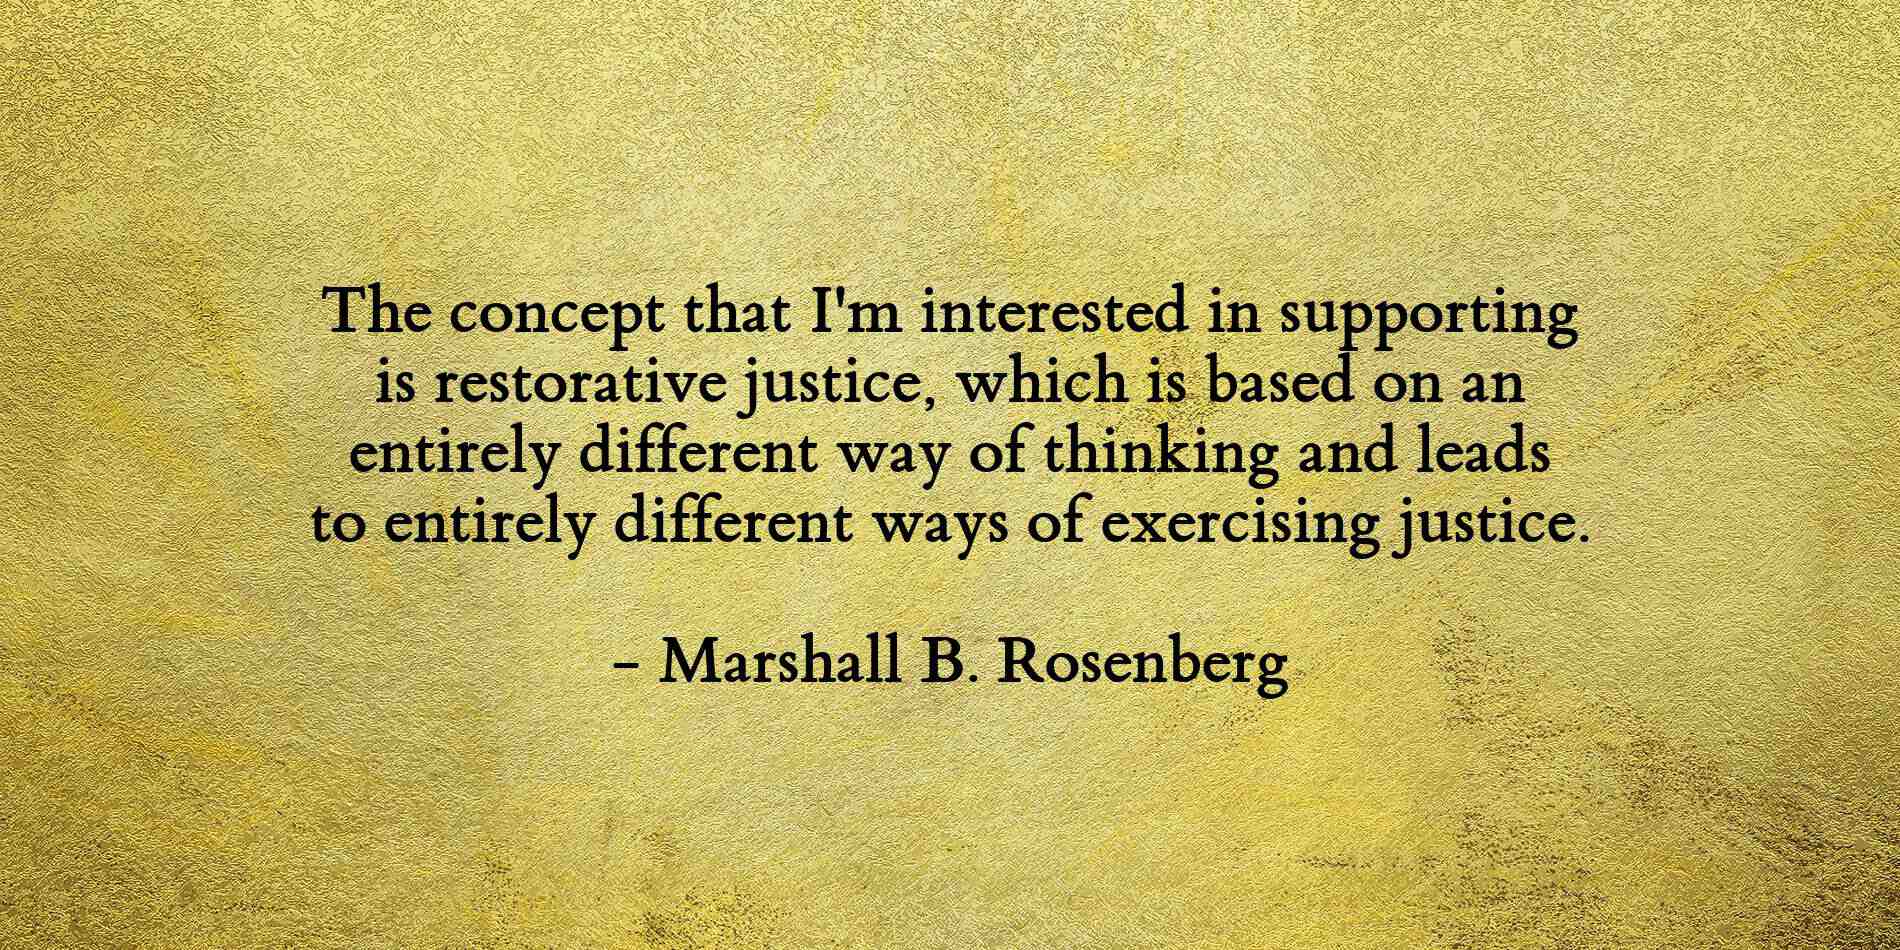 The concept that I'm interested in supporting
is restorative justice, which is based on an
entirely different way of thinking and leads
to entirely different ways of exercising justice.
- Marshall B. Rosenberg